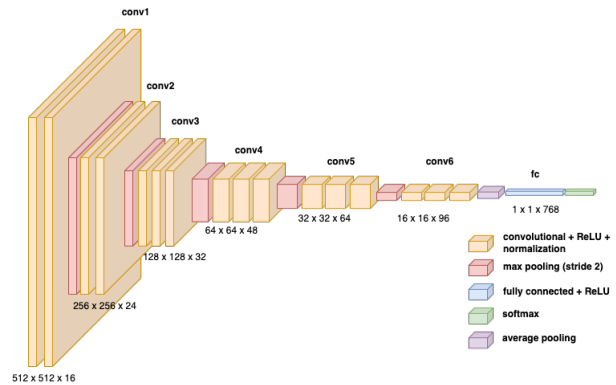 conv1
conv2
conv3
conv4
conv5
conv6
fc
512 x 512 x 16
256 x 256 x 24
128 x 128 x 32
64 x 64 x 48
32 x 32 x 64
16 x 16 x 96
1 x 1 x 768
convolutional + ReLU +
normalization
max pooling (stride 2)
fully connected + ReLU
softmax
average pooling